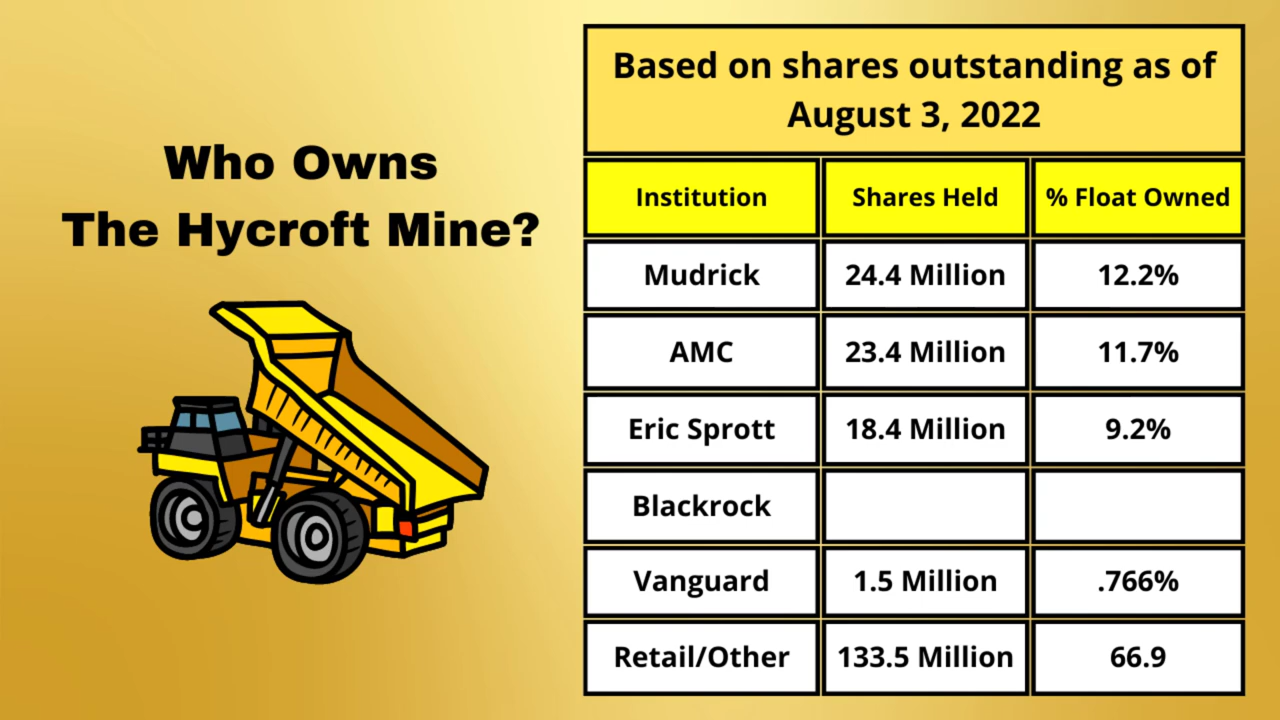 Who Owns
The Hycroft Mine?
Based on shares outstanding as of
August 3, 2022
Institution Shares Held % Float Owned
Mudrick 24.4 Million 12.2%
AMC 23.4 Million 11.7%
Eric Sprott 18.4 Million 9.2%
Blackrock
Vanguard 1.5 Million .766%
Retail/Other 133.5 Million 66.9